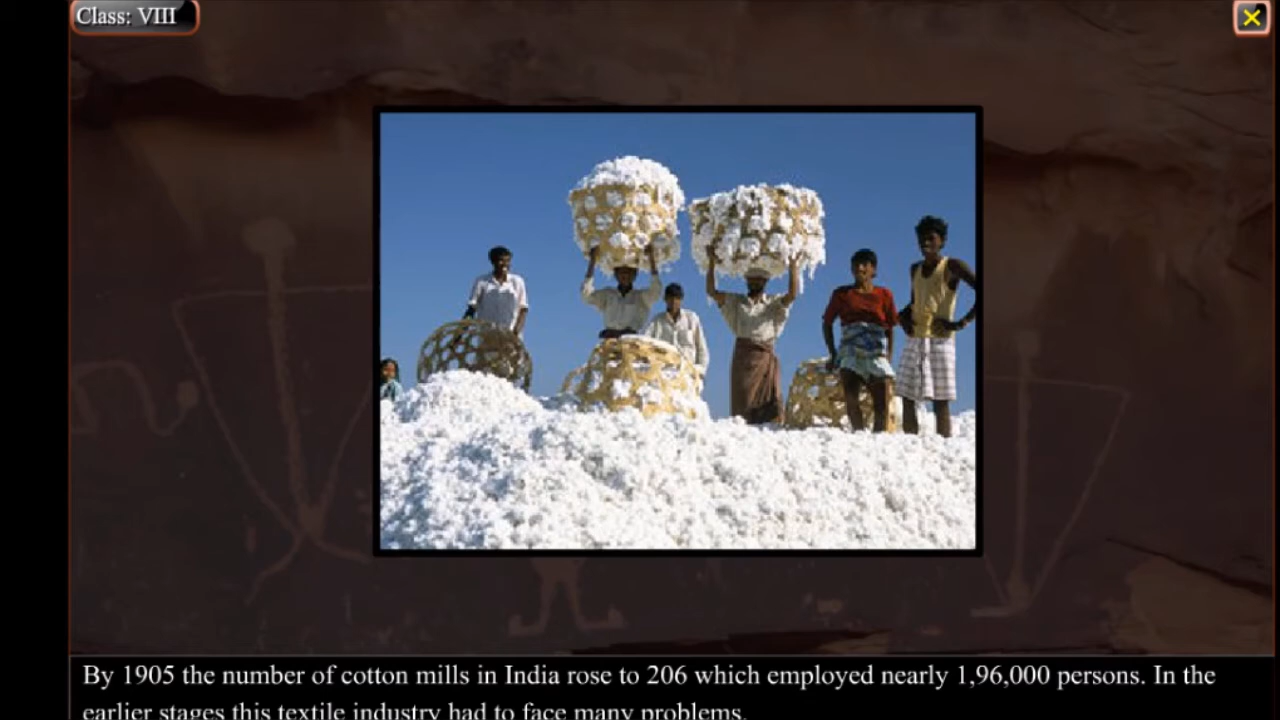 Class: VIII
By 1905 the number of cotton mills in India rose to 206 which employed nearly 1,96,000 persons. In the
earlier stages this textile industry had to face many problems.